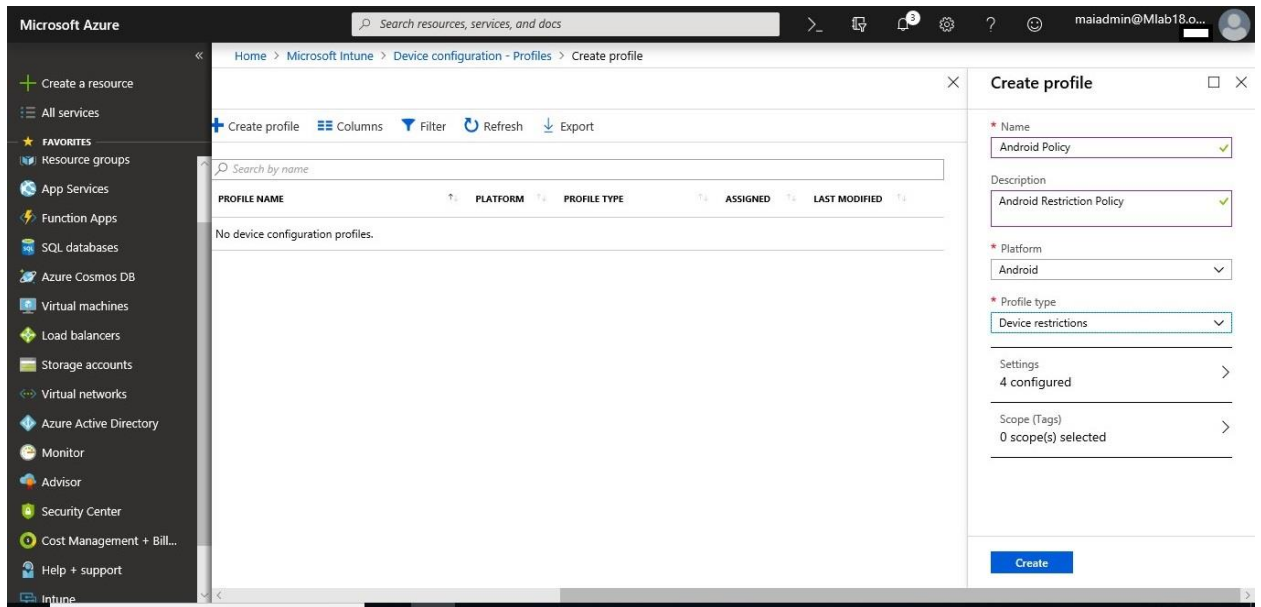 Microsoft Azure
Search resources, services, and docs
3
maiadmin@Mlab18.o...
Home > Microsoft Intune > Device configuration - Profiles > Create profile
Create a resource
All services
FAVORITES
Resource groups
App Services
Function Apps
SQL databases
Azure Cosmos DB
Virtual machines
Load balancers
Storage accounts
Virtual networks
Azure Active Directory
Monitor
Advisor
Security Center
Cost Management + Bill...
Help + support
Intune
Create profile Columns Filter Refresh Export
Search by name
PROFILE NAME PLATFORM PROFILE TYPE ASSIGNED LAST MODIFIED
No device configuration profiles.
Create profile
* Name
Android Policy
Description
Android Restriction Policy
* Platform
Android
* Profile type
Device restrictions
Settings
4 configured
Scope (Tags)
0 scope(s) selected
Create